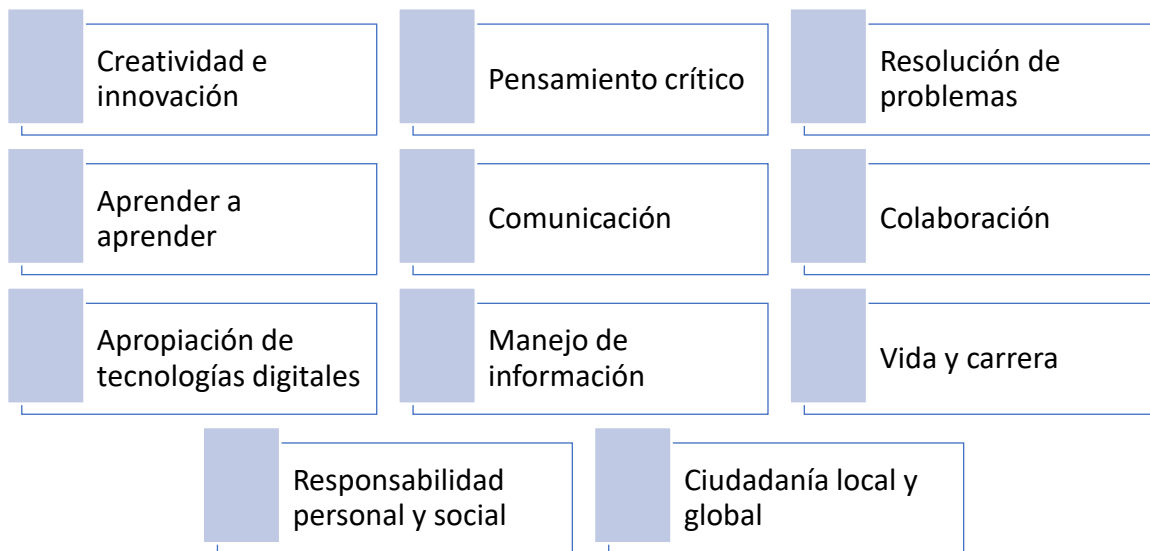 Creatividad e
innovación
Pensamiento crítico
Resolución de
problemas
Aprender a
aprender
Comunicación
Colaboración
Apropiación de
tecnologías digitales
Manejo de
información
Vida y carrera
Responsabilidad
personal y social
Ciudadanía local y
global